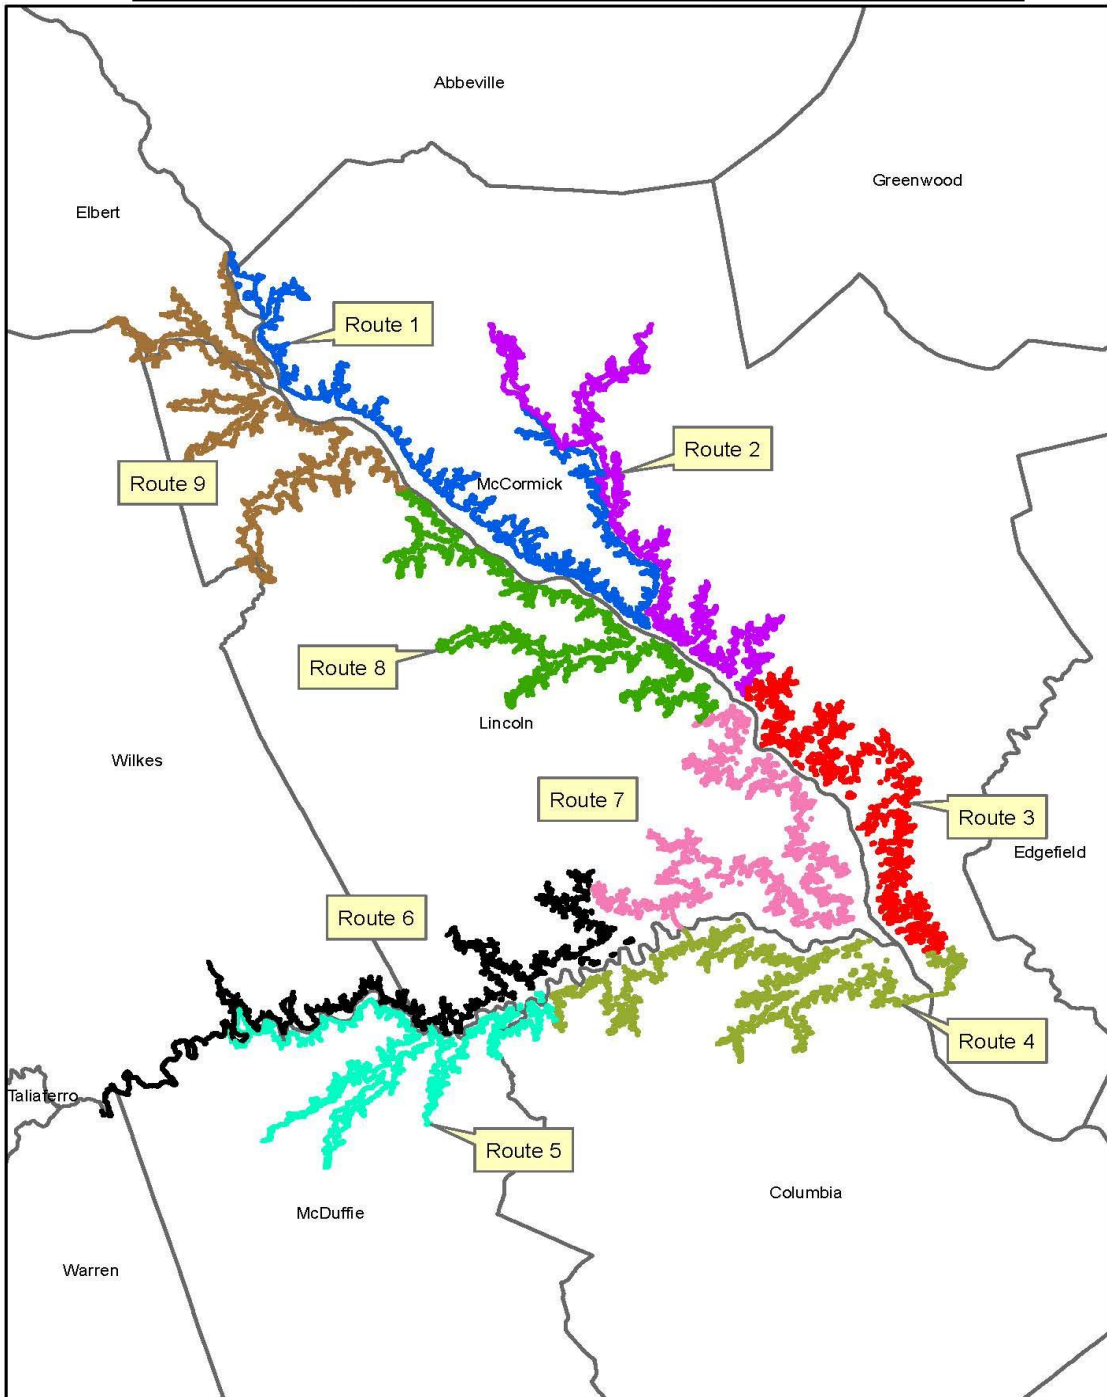 Abbeville
Greenwood
Elbert
Route 1
Route 2
McCormick
Route 9
Route 8
Lincoln
Wilkes
Route 7
Route 3
Edgefield
Route 6
Route 4
Taliaferro
Route 5
Columbia
McDuffie
Warren